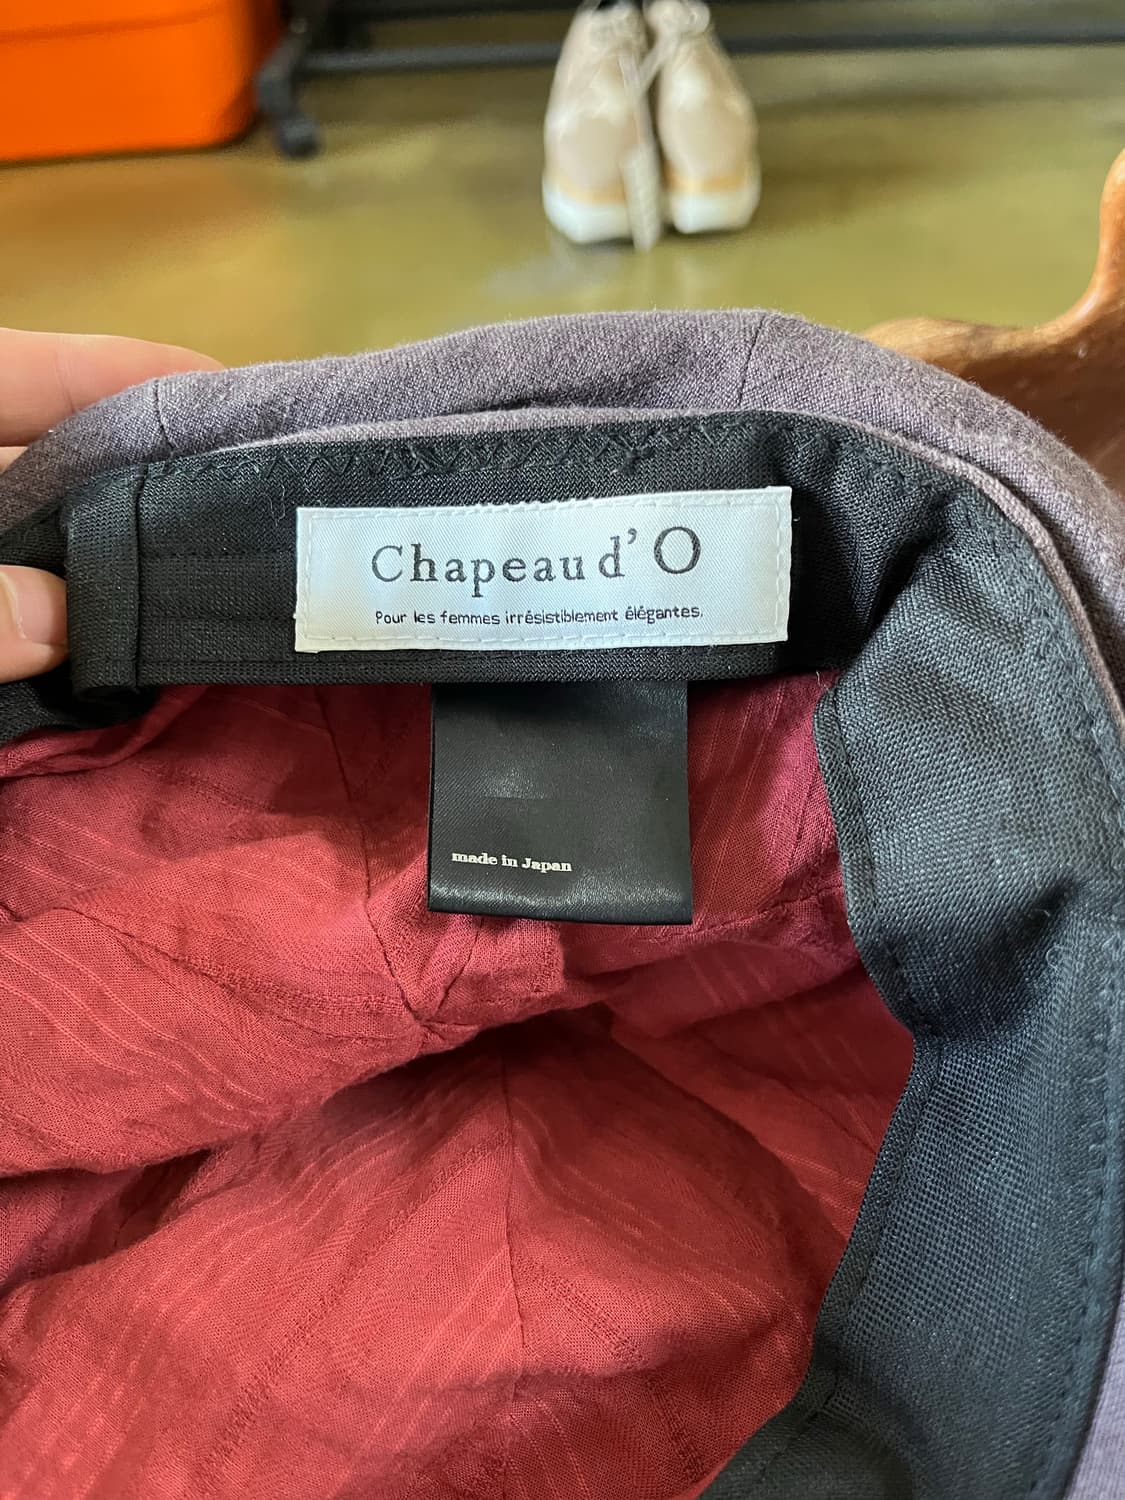 Chapeau d' O
Pour les femmes irrésistiblement élégantes.
made in Japan